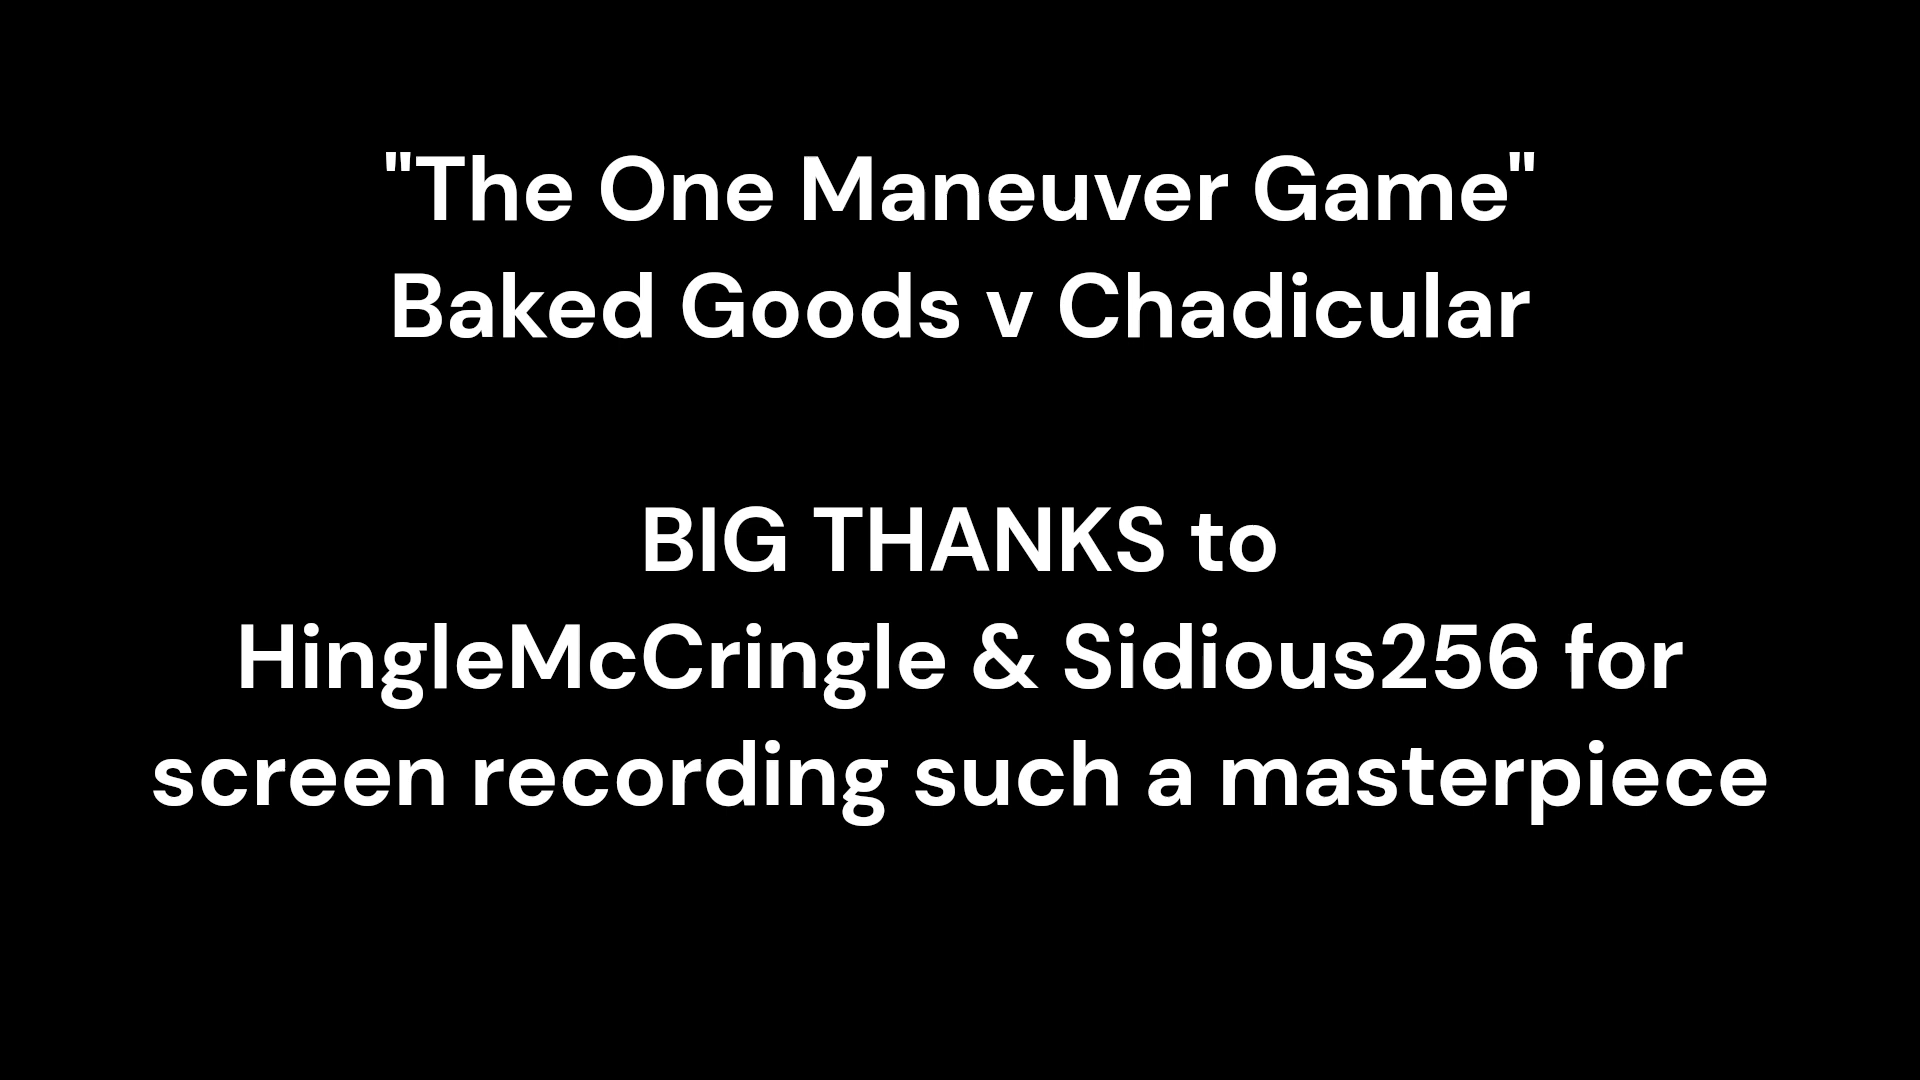 "The One Maneuver Game"
Baked Goods v Chadicular
BIG THANKS to
HingleMcCringle & Sidious256 for
screen recording such a masterpiece